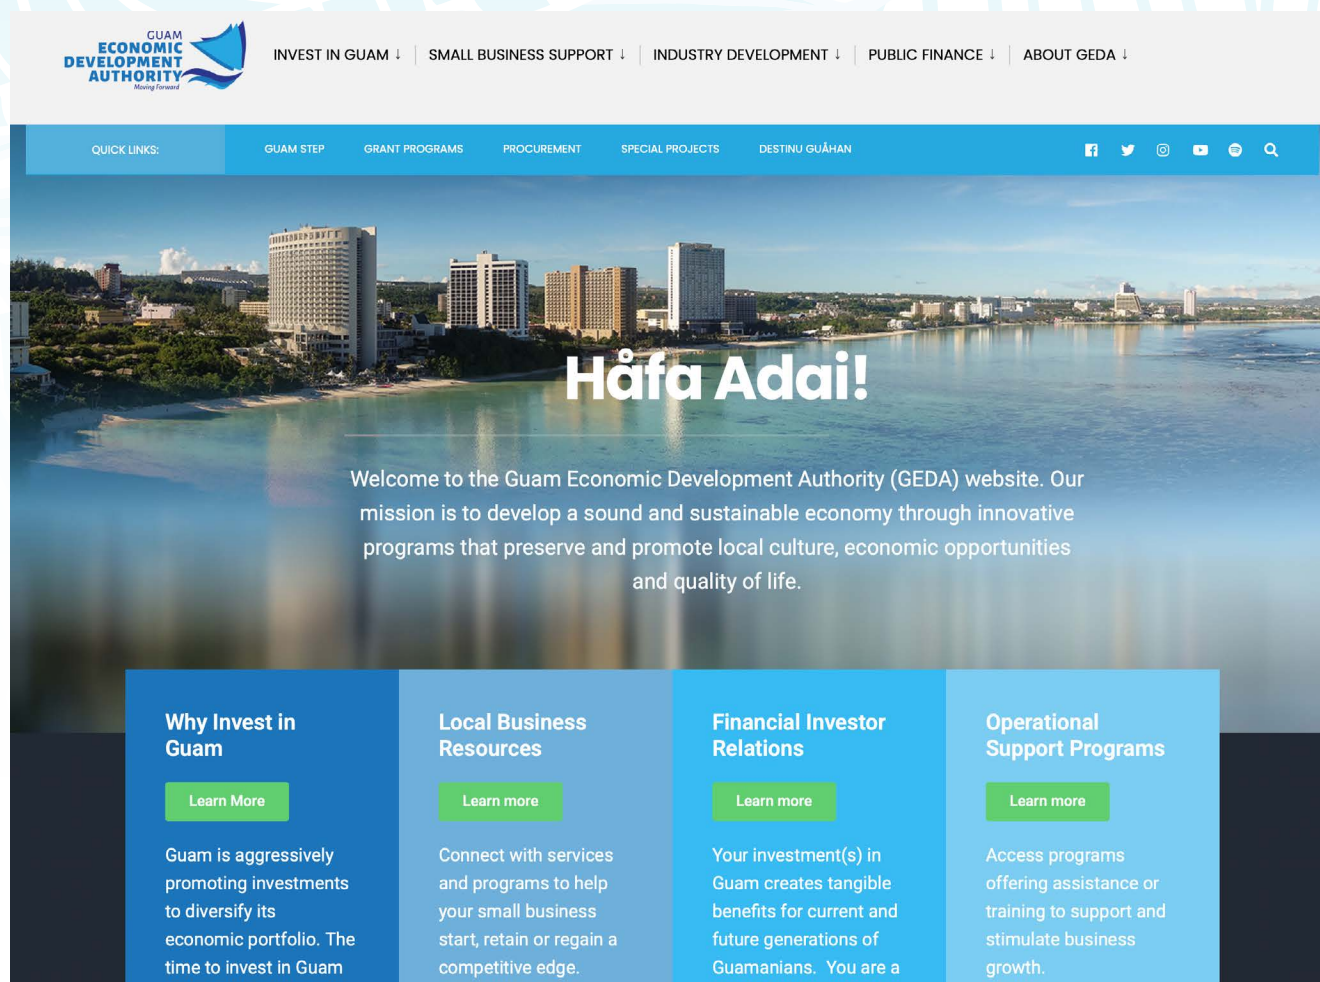 GUAM
ECONOMIC
DEVELOPMENT
AUTHORITY
Moving Forward
INVEST IN GUAM ↓
SMALL BUSINESS SUPPORT ↓
INDUSTRY DEVELOPMENT ↓
PUBLIC FINANCE ↓
ABOUT GEDA ↓
QUICK LINKS:
GUAM STEP
GRANT PROGRAMS
PROCUREMENT
SPECIAL PROJECTS
DESTINU GUÅHAN
Håfa Adai!
Welcome to the Guam Economic Development Authority (GEDA) website. Our
mission is to develop a sound and sustainable economy through innovative
programs that preserve and promote local culture, economic opportunities
and quality of life.
Why Invest in
Guam
Learn More
Guam is aggressively
promoting investments
to diversify its
economic portfolio. The
time to invest in Guam
Local Business
Resources
Learn more
Connect with services
and programs to help
your small business
start, retain or regain a
competitive edge.
Financial Investor
Relations
Learn more
Your investment(s) in
Guam creates tangible
benefits for current and
future generations of
Guamanians. You are a
Operational
Support Programs
Learn more
Access programs
offering assistance or
training to support and
stimulate business
growth.